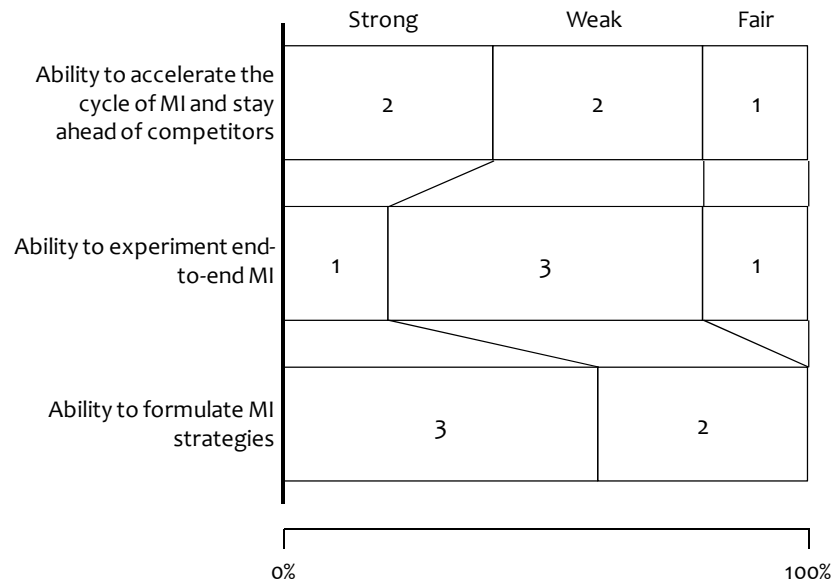 Strong Weak Fair
Ability to accelerate the
cycle of MI and stay
ahead of competitors
2 2 1
Ability to experiment end-
to-end MI
1 3 1
Ability to formulate MI
strategies
3 2
0% 100%